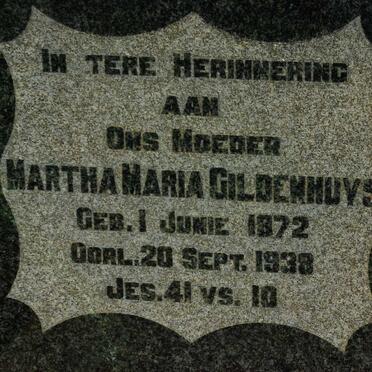 In tere Herinnering
aan
Ons Moeder
Martha Maria Gildenhuys
Geb. 1 Junie 1872
Oorl. 20 Sept. 1938
Jes. 41 vs. 10